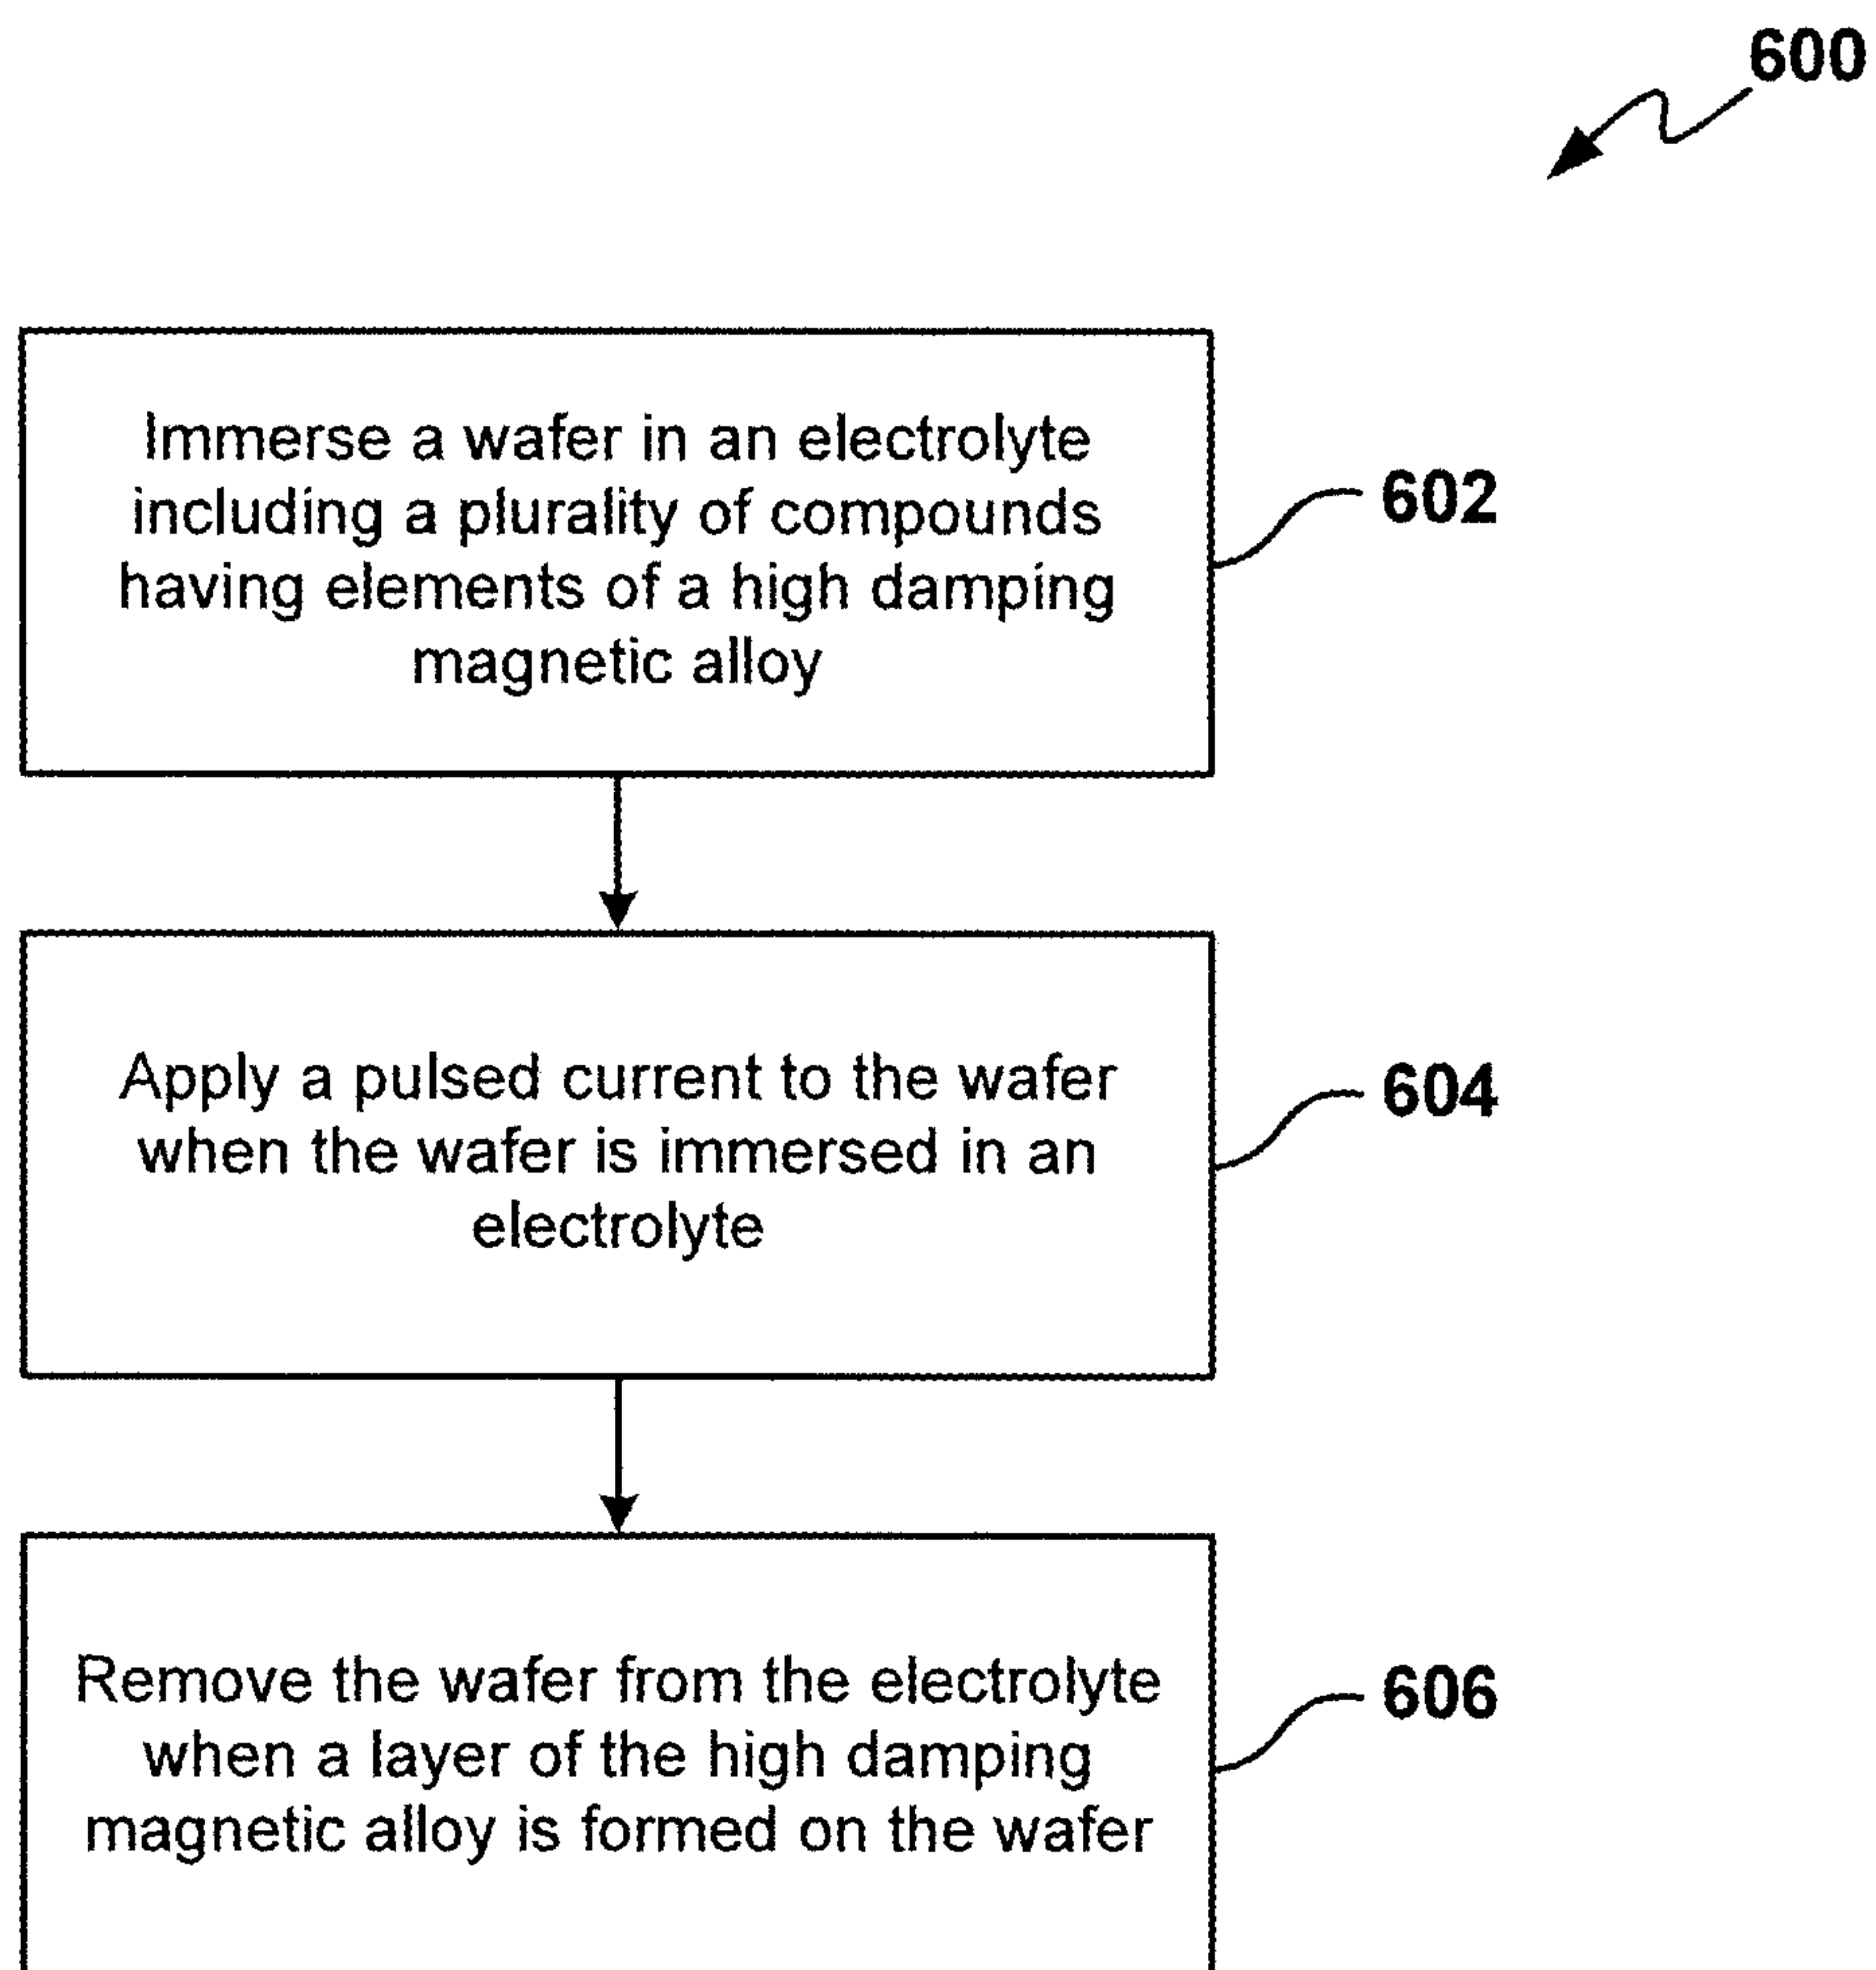 600
Immerse a wafer in an electrolyte
including a plurality of compounds
having elements of a high damping
magnetic alloy
602
Apply a pulsed current to the wafer
when the wafer is immersed in an
electrolyte
604
Remove the wafer from the electrolyte
when a layer of the high damping
magnetic alloy is formed on the wafer
606